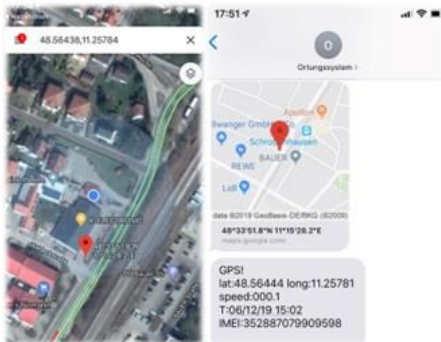 48.56438,11.25784
17:51
O
Ortungssystem >
Apollon
REWE
BAUER
Lidl
data ©2019 GeoBasis-DE/BKG (©2009)
48°33'51.8"N 11°15'28.2"E
maps.google.com
GPS!
lat:48.56444 long:11.25781
speed:000.1
T:06/12/19 15:02
IMEI:352887079909598